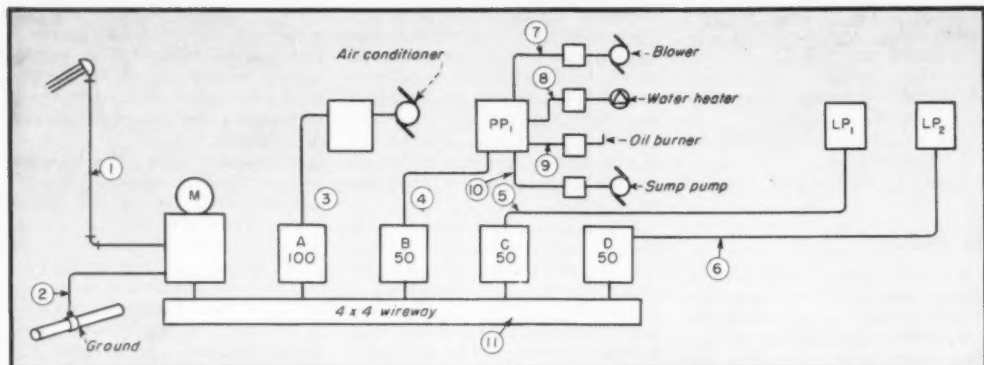 Air conditioner
7
Blower
8
Water heater
PP1
LP1
LP2
9
Oil burner
1
10
Sump pump
M
3
4
5
A
100
B
50
C
50
D
50
6
2
4 x 4 wireway
11
Ground